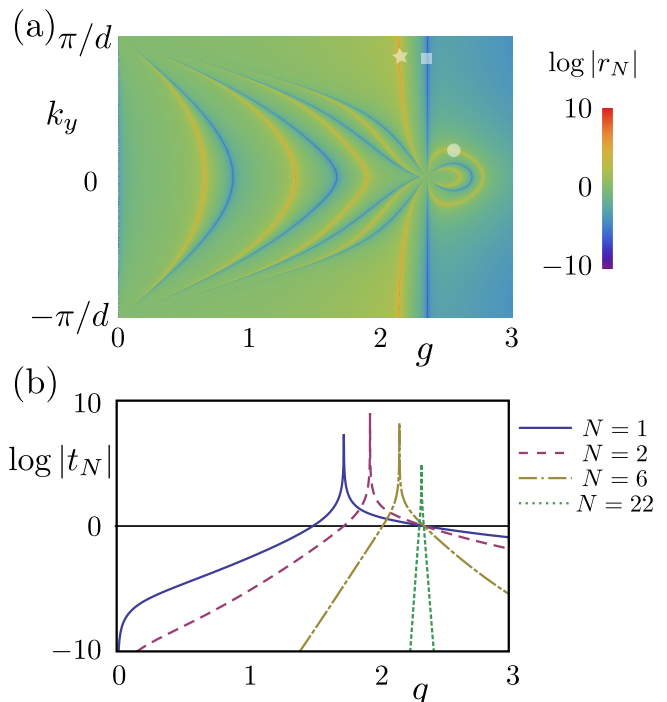 (a)
π/d
log |r_N|
10
k_y
0
0
−10
−π/d
0
1
2
g
3
(b)
10
N = 1
log |t_N|
N = 2
N = 6
N = 22
0
−10
0
1
2
g
3